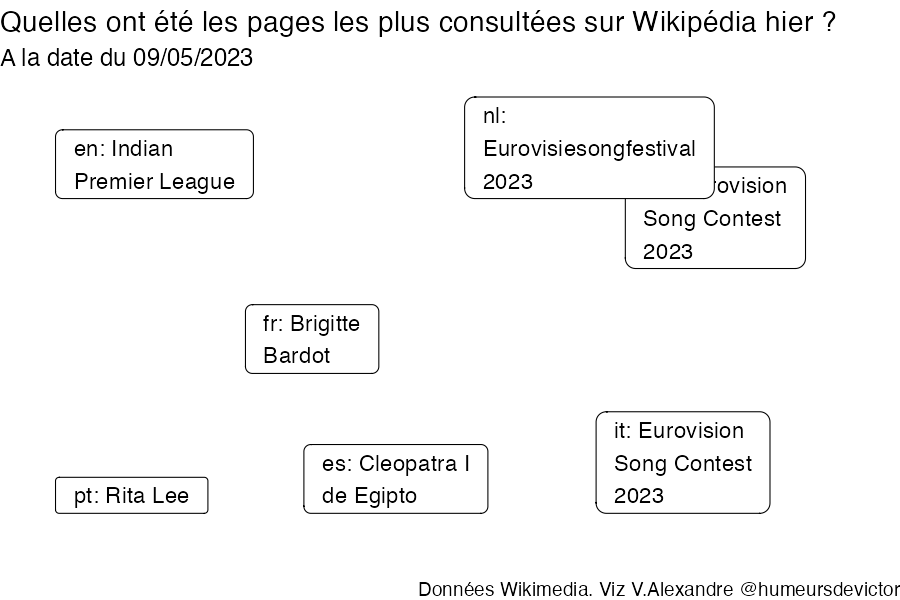 Quelles ont été les pages les plus consultées sur Wikipédia hier ?
A la date du 09/05/2023
en: Indian
Premier League
nl:
Eurovisiesongfestival
2023
Song Contest
2023
fr: Brigitte
Bardot
pt: Rita Lee
es: Cleopatra I
de Egipto
it: Eurovision
Song Contest
2023
Données Wikimedia. Viz V.Alexandre @humeursdevictor